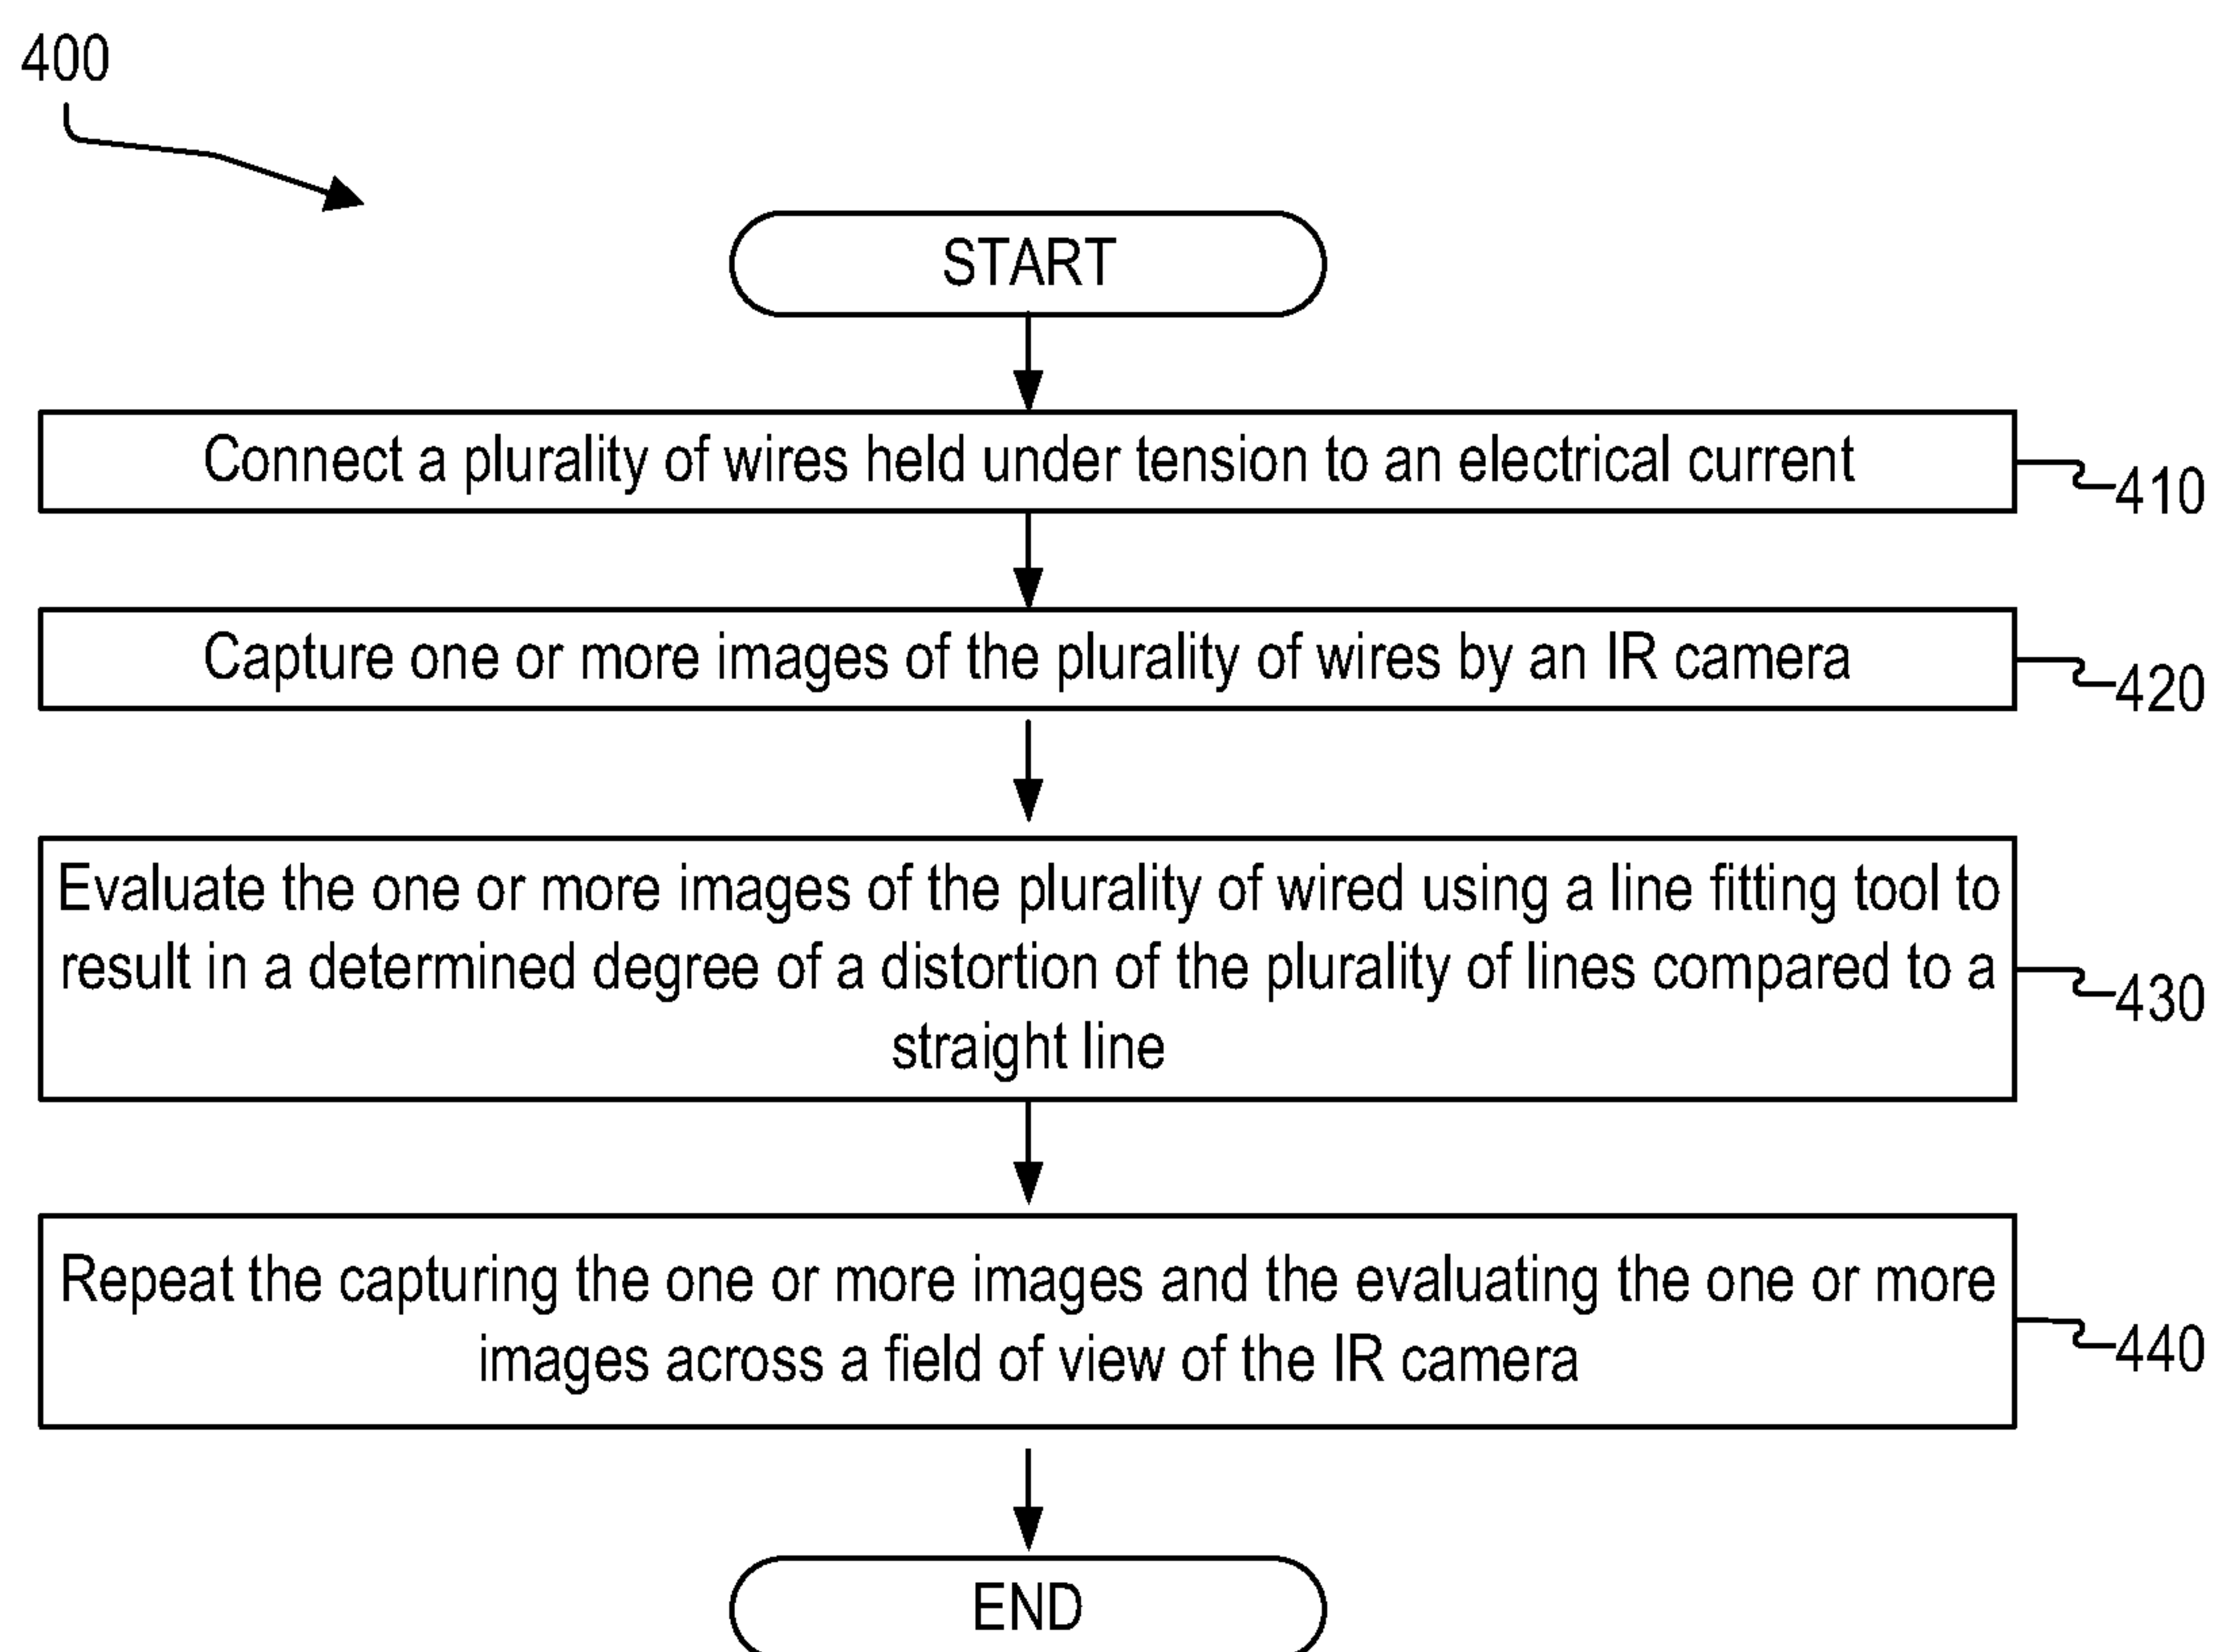 400
START
Connect a plurality of wires held under tension to an electrical current
410
Capture one or more images of the plurality of wires by an IR camera
420
Evaluate the one or more images of the plurality of wired using a line fitting tool to
result in a determined degree of a distortion of the plurality of lines compared to a
straight line
430
Repeat the capturing the one or more images and the evaluating the one or more
images across a field of view of the IR camera
440
END